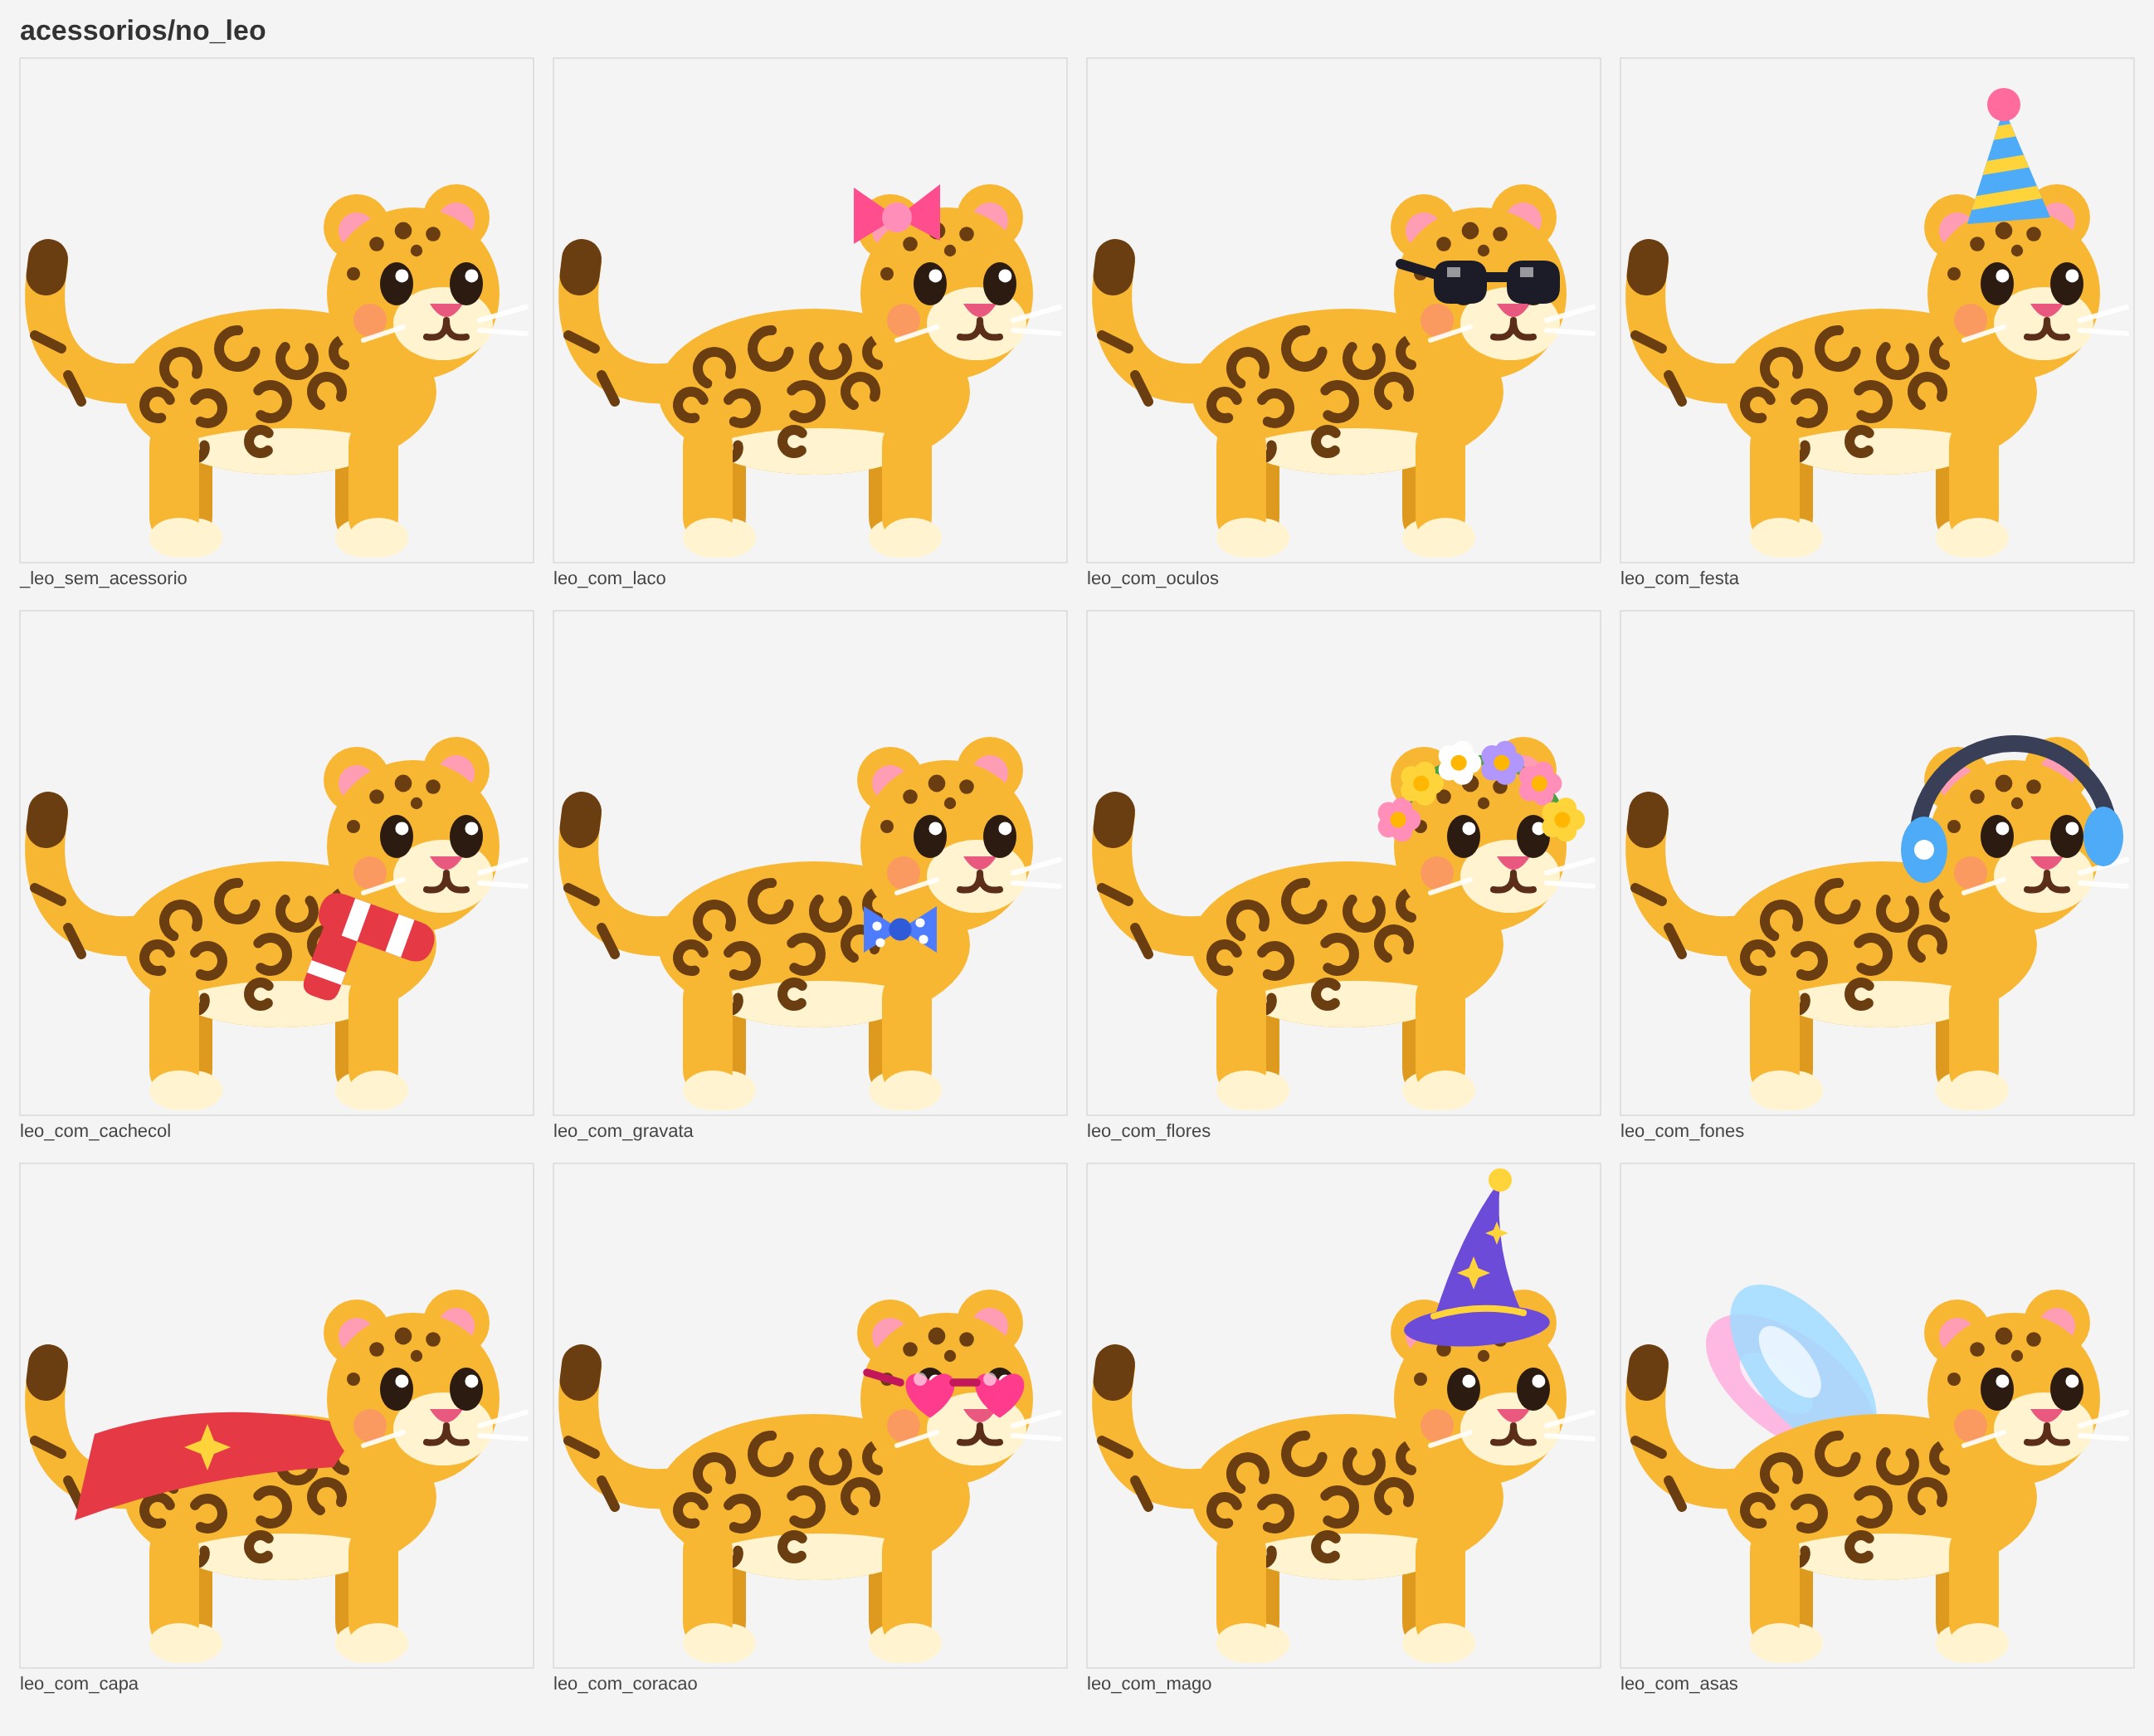 acessorios/no_leo
_leo_sem_acessorio
leo_com_laco
leo_com_oculos
leo_com_festa
leo_com_cachecol
leo_com_gravata
leo_com_flores
leo_com_fones
leo_com_capa
leo_com_coracao
leo_com_mago
leo_com_asas